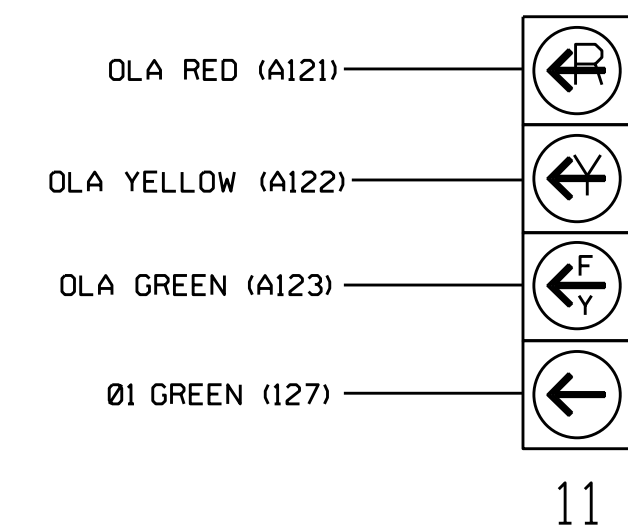 OLA RED (A121)
R
OLA YELLOW (A122)
Y
OLA GREEN (A123)
F
Y
Ø1 GREEN (127)
11